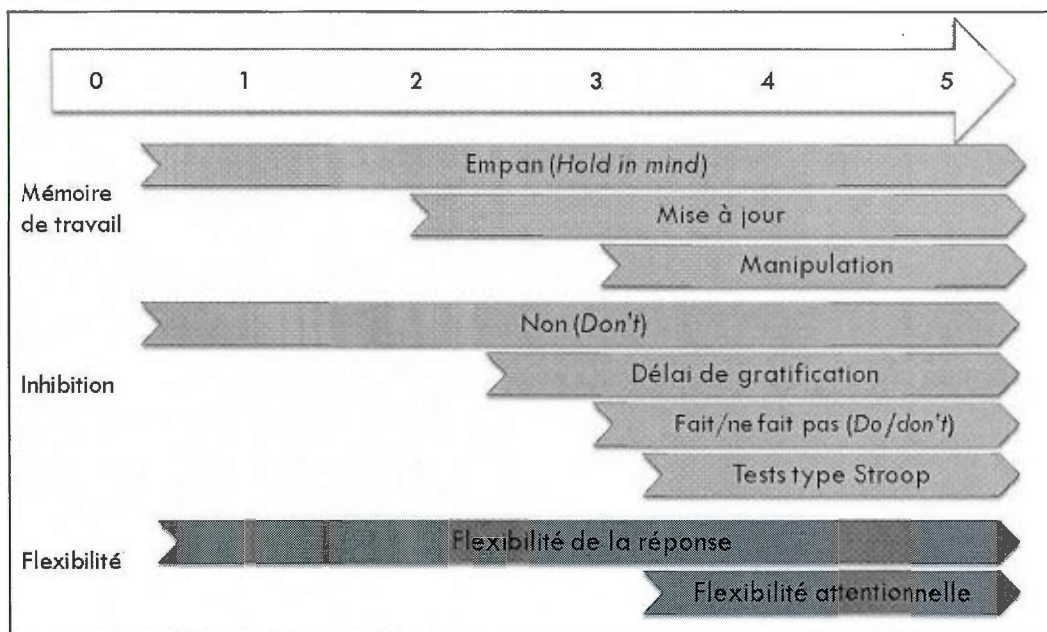 0 1 2 3 4 5
Empan (Hold in mind)
Mémoire
de travail
Mise à jour
Manipulation
Non (Don't)
Délai de gratification
Inhibition
Fait/ne fait pas (Do/don't)
Tests type Stroop
Flexibilité de la réponse
Flexibilité
Flexibilité attentionnelle